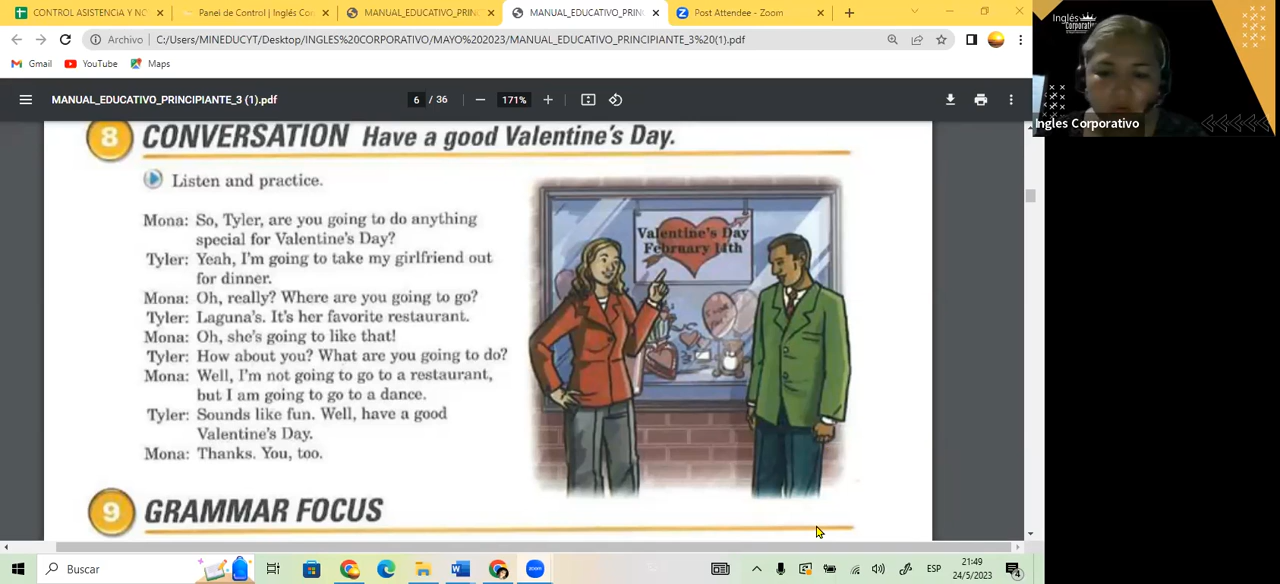 CONTROL ASISTENCIA Y NO
Panel de Control | Inglés Cor
MANUAL_EDUCATIVO_PRINC
MANUAL_EDUCATIVO_PRIN
Post Attendee - Zoom
Archivo
C:/Users/MINEDUCYT/Desktop/INGLES%20CORPORATIVO/MAYO%202023/MANUAL_EDUCATIVO_PRINCIPIANTE_3%20(1).pdf
Gmail
YouTube
Maps
MANUAL_EDUCATIVO_PRINCIPIANTE_3 (1).pdf
6 / 36
171%
8 CONVERSATION Have a good Valentine's Day.
Listen and practice.
Mona: So, Tyler, are you going to do anything
special for Valentine's Day?
Tyler: Yeah, I'm going to take my girlfriend out
for dinner.
Mona: Oh, really? Where are you going to go?
Tyler: Laguna's. It's her favorite restaurant.
Mona: Oh, she's going to like that!
Tyler: How about you? What are you going to do?
Mona: Well, I'm not going to go to a restaurant,
but I am going to go to a dance.
Tyler: Sounds like fun. Well, have a good
Valentine's Day.
Mona: Thanks. You, too.
Valentine's Day
February 14th
9 GRAMMAR FOCUS
Inglés
Corporativo
Ingles Corporativo
Buscar
ESP
21:49
24/5/2023
4